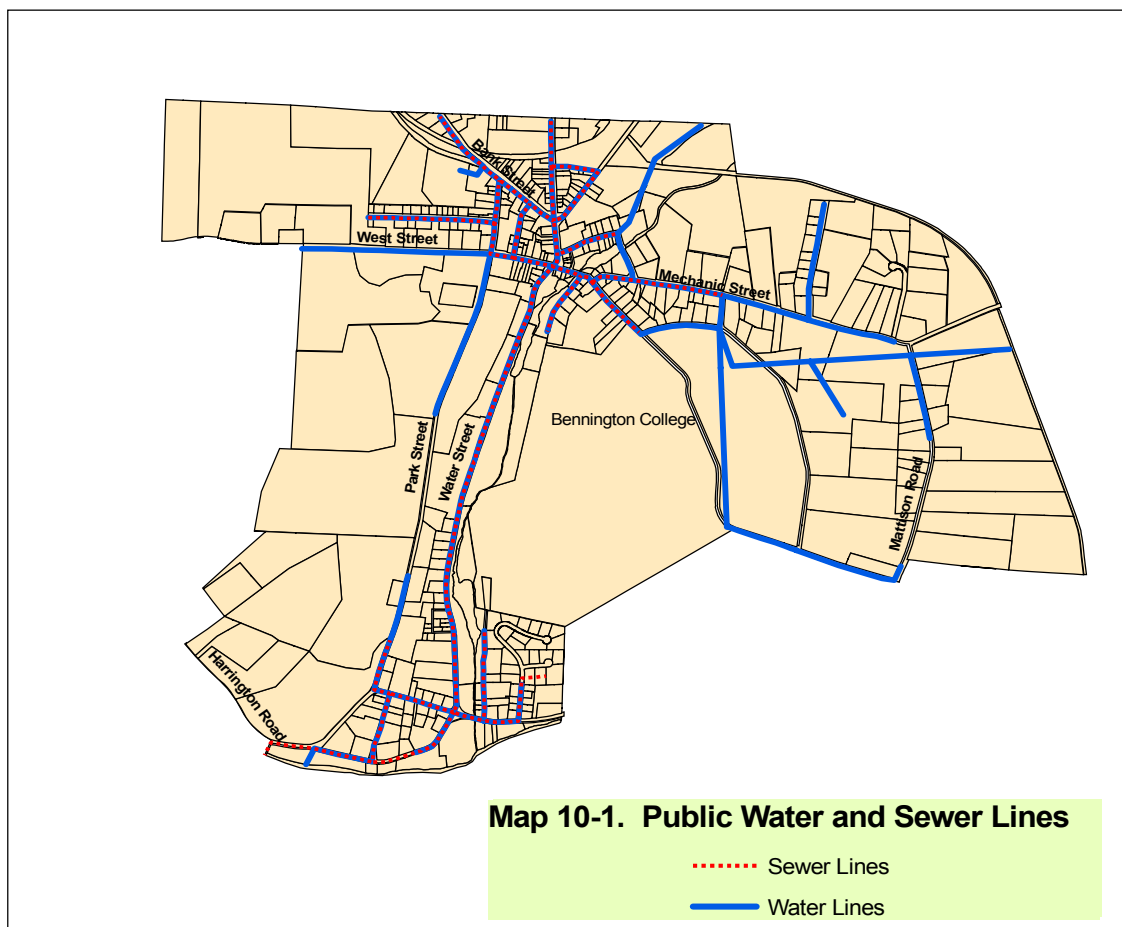 Bank Street
West Street
Mechanic Street
Bennington College
Park Street
Water Street
Mattison Road
Harrington Road
Map 10-1. Public Water and Sewer Lines
Sewer Lines
Water Lines